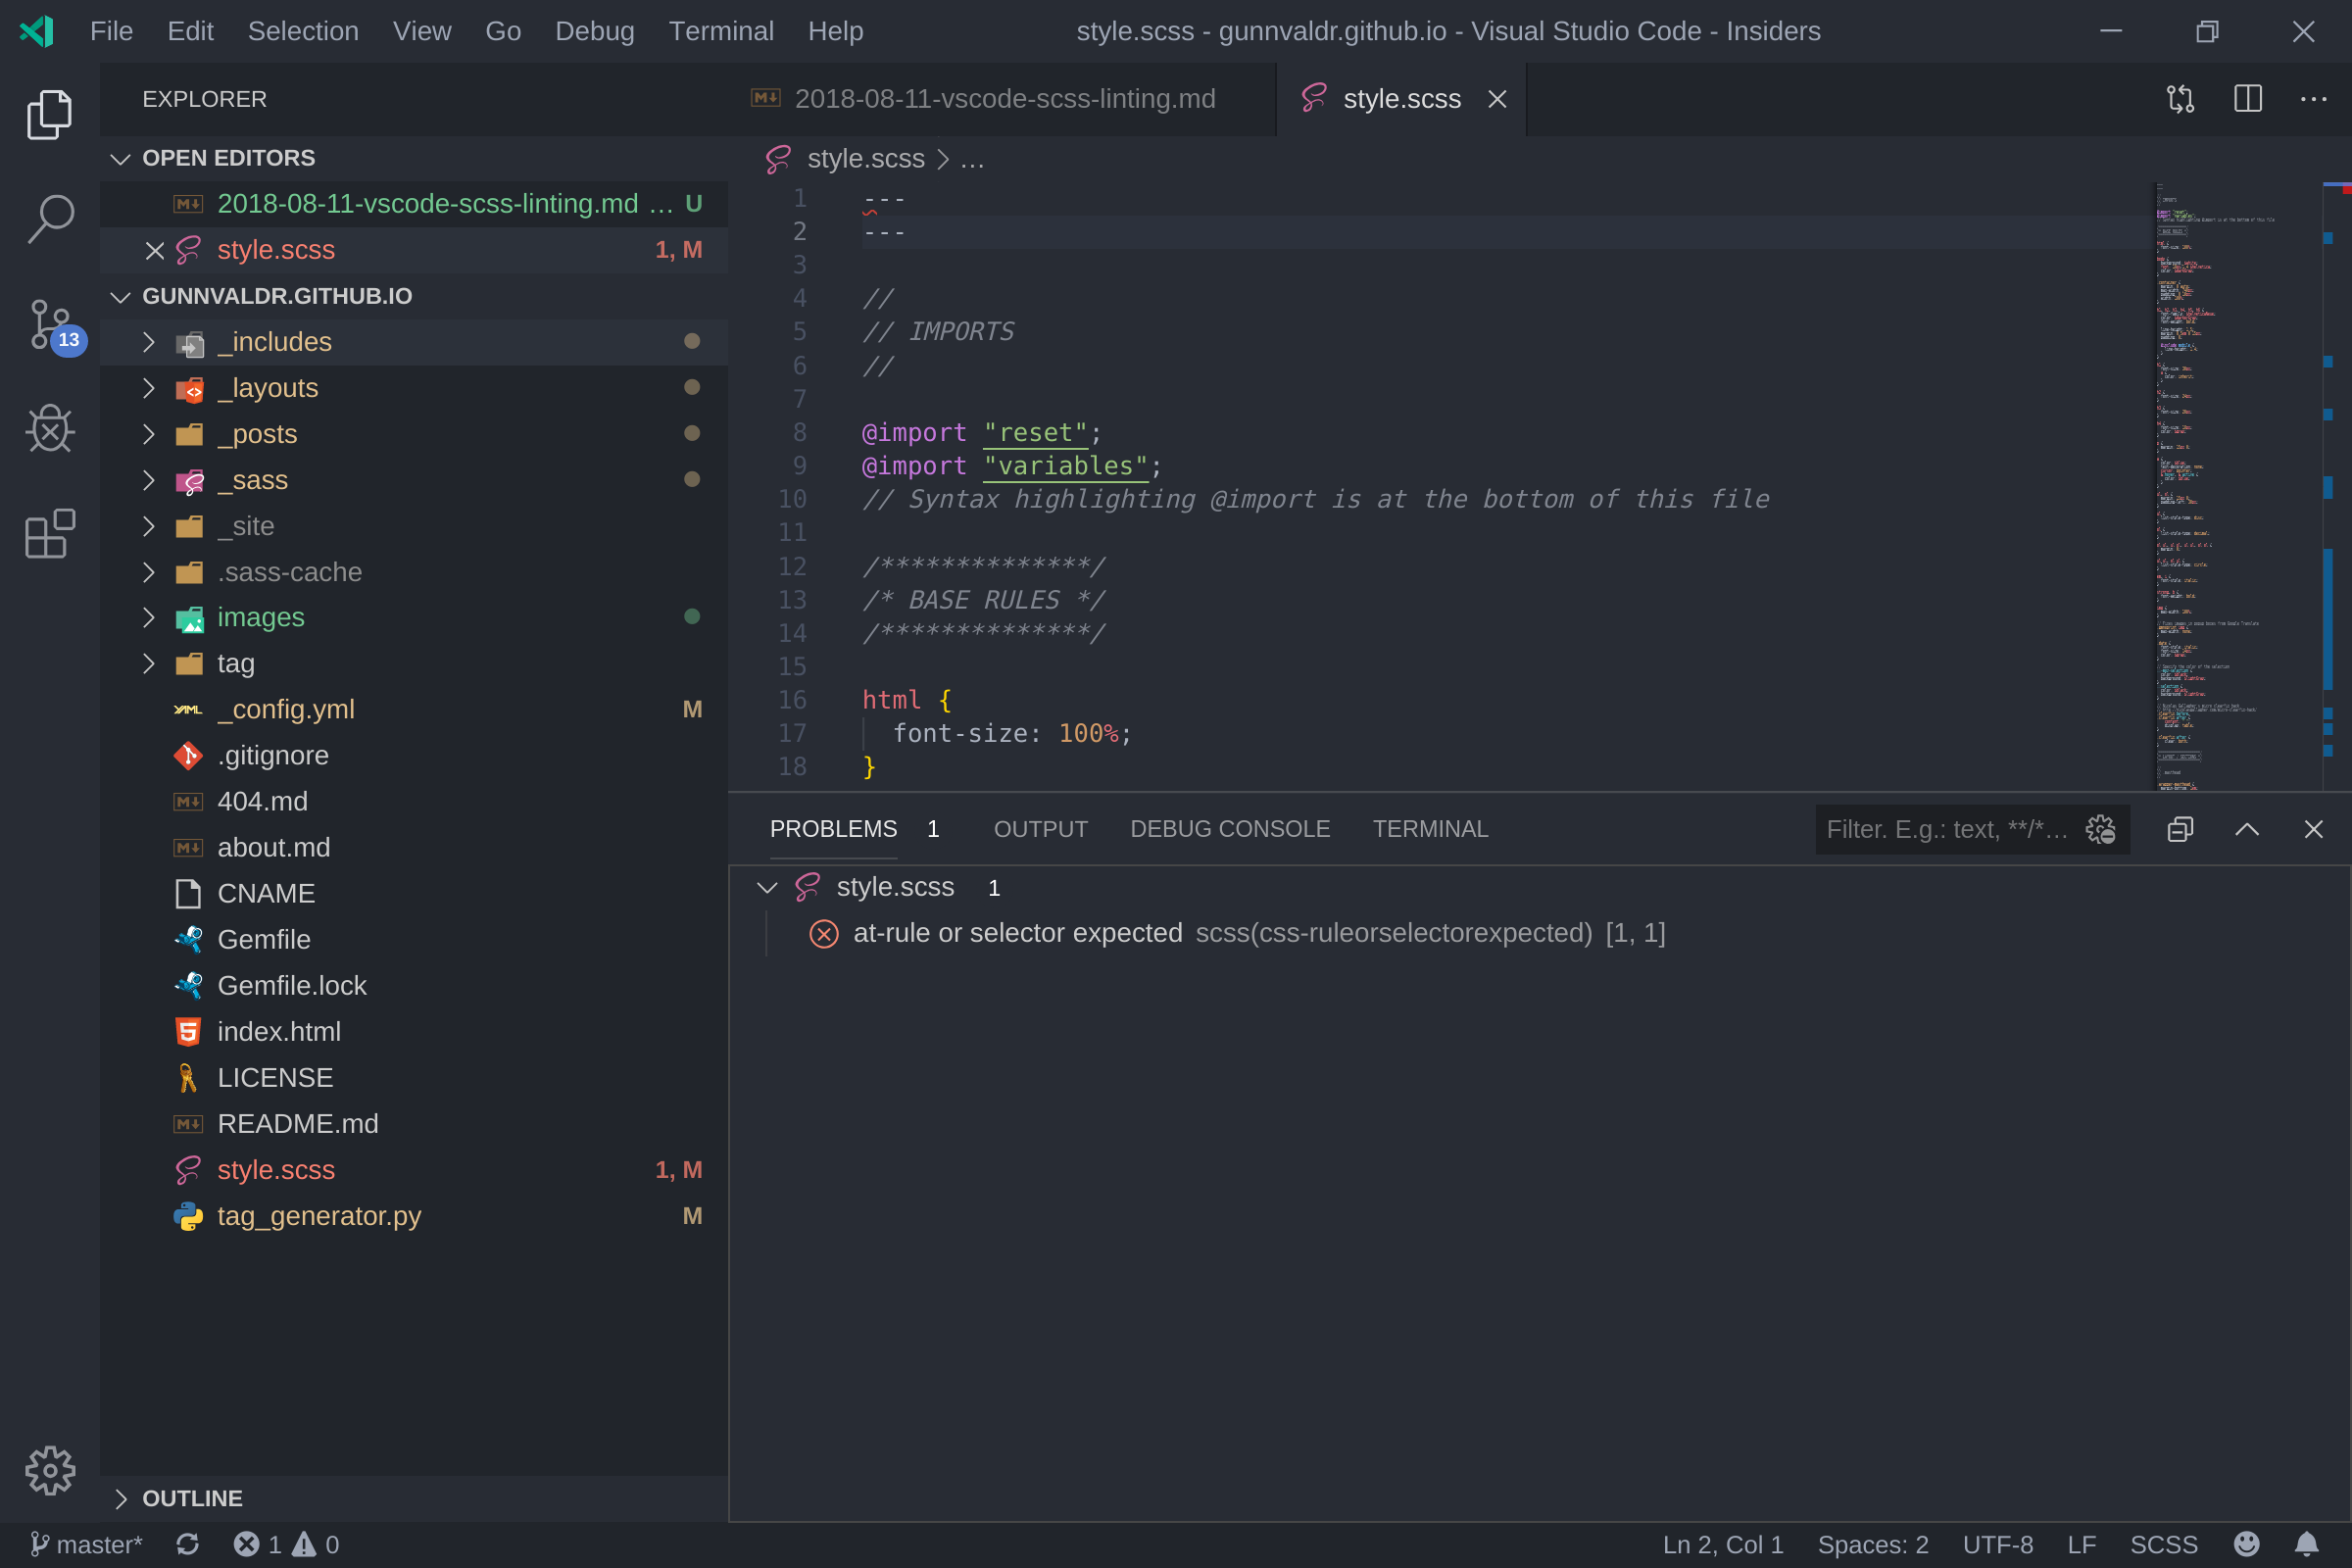 File Edit Selection View Go Debug Terminal Help style.scss - gunnvaldr.github.io - Visual Studio Code - Insiders
EXPLORER
OPEN EDITORS
2018-08-11-vscode-scss-linting.md ... U
style.scss 1, M
GUNNVALDR.GITHUB.IO
_includes
_layouts
_posts
_sass
_site
.sass-cache
images
tag
_config.yml M
.gitignore
404.md
about.md
CNAME
Gemfile
Gemfile.lock
index.html
LICENSE
README.md
style.scss 1, M
tag_generator.py M
OUTLINE
13
2018-08-11-vscode-scss-linting.md style.scss
style.scss > ...
1 ---
2 ---
3
4 //
5 // IMPORTS
6 //
7
8 @import "reset";
9 @import "variables";
10 // Syntax highlighting @import is at the bottom of this file
11
12 /**************/
13 /* BASE RULES */
14 /**************/
15
16 html {
17 font-size: 100%;
18 }
PROBLEMS 1 OUTPUT DEBUG CONSOLE TERMINAL Filter. E.g.: text, **/*...
style.scss 1
at-rule or selector expected scss(css-ruleorselectorexpected) [1, 1]
master* 1 0 Ln 2, Col 1 Spaces: 2 UTF-8 LF SCSS